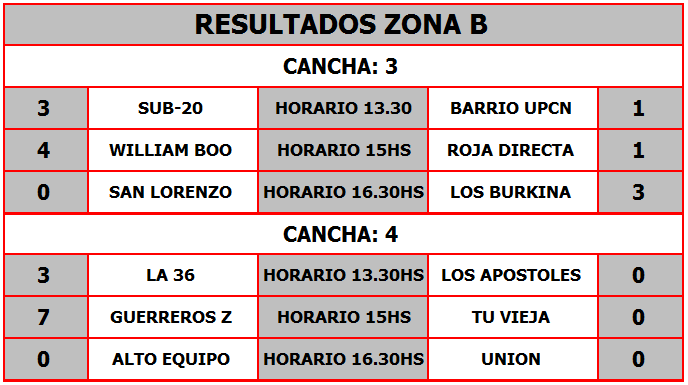 RESULTADOS ZONA B
CANCHA: 3
3 SUB-20 HORARIO 13.30 BARRIO UPCN 1
4 WILLIAM BOO HORARIO 15HS ROJA DIRECTA 1
0 SAN LORENZO HORARIO 16.30HS LOS BURKINA 3
CANCHA: 4
3 LA 36 HORARIO 13.30HS LOS APOSTOLES 0
7 GUERREROS Z HORARIO 15HS TU VIEJA 0
0 ALTO EQUIPO HORARIO 16.30HS UNION 0